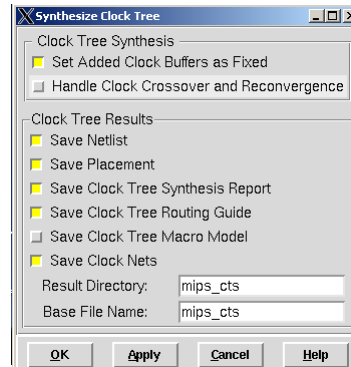 Synthesize Clock Tree
Clock Tree Synthesis
Set Added Clock Buffers as Fixed
Handle Clock Crossover and Reconvergence
Clock Tree Results
Save Netlist
Save Placement
Save Clock Tree Synthesis Report
Save Clock Tree Routing Guide
Save Clock Tree Macro Model
Save Clock Nets
Result Directory: mips_cts
Base File Name: mips_cts
OK Apply Cancel Help